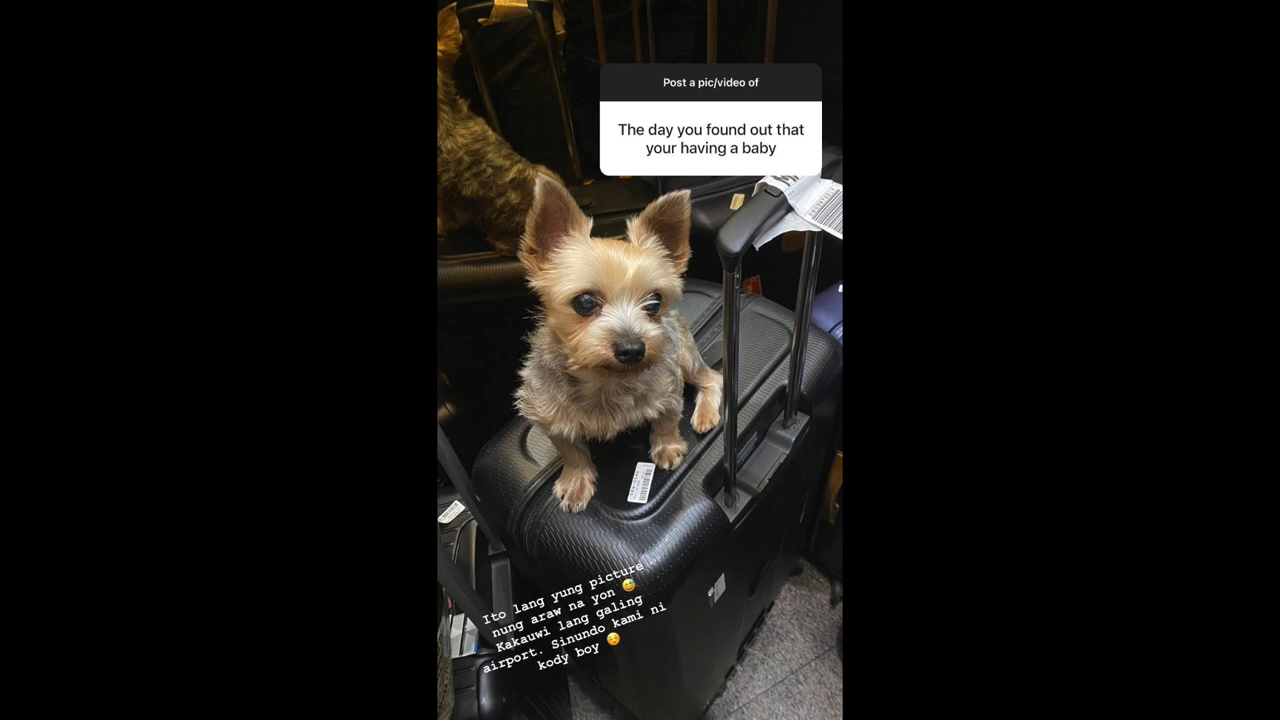 Post a pic/video of
The day you found out that
your having a baby
Ito lang yung picture
nung araw na yon 😅
Kakauwi lang galing
airport. Sinundo kami ni
kody boy ☺️